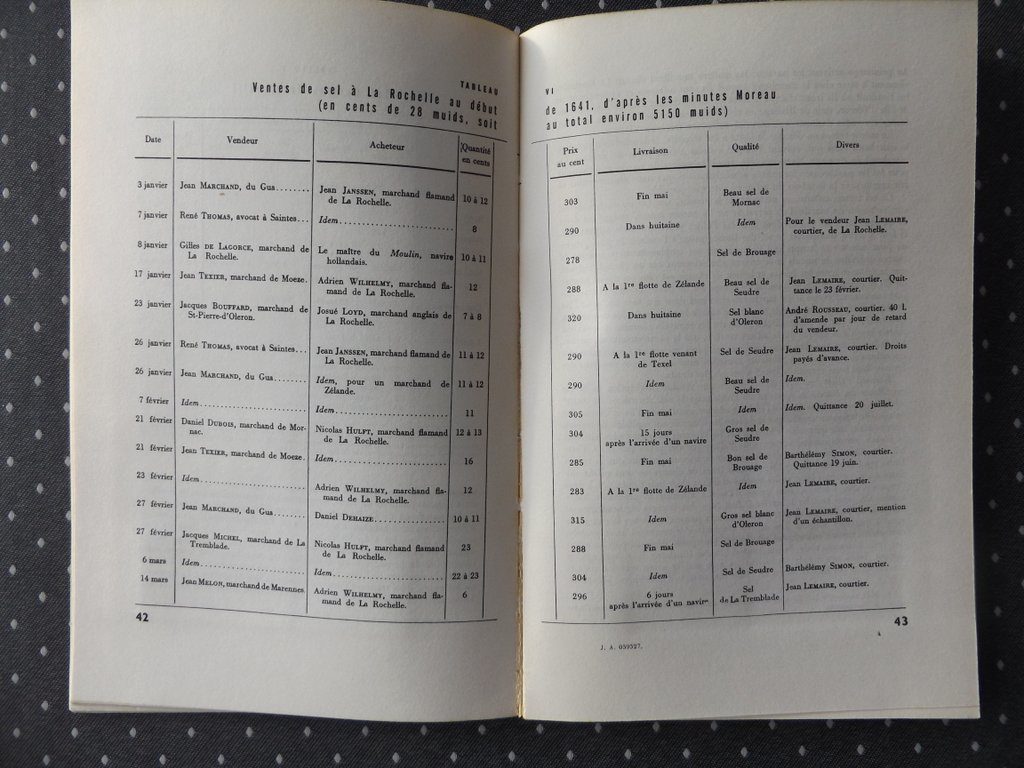 TABLEAU
Ventes de sel à La Rochelle au début
(en cents de 28 muids, soit
Date Vendeur Acheteur Quantité
en cents
3 janvier Jean MARCHAND, du Gua........ Jean JANSSEN, marchand flamand
de La Rochelle. 10 à 12
7 janvier René THOMAS, avocat à Saintes... Idem............................. 8
8 janvier Gilles DE LAGORCE, marchand de
La Rochelle. Le maître du Moulin, navire
hollandais. 10 à 11
17 janvier Jean TEXIER, marchand de Moeze. Adrien WILHELMY, marchand fla-
mand de La Rochelle. 12
23 janvier Jacques BOUFFARD, marchand de
St-Pierre-d'Oleron. Josué LOYD, marchand anglais de
La Rochelle. 7 à 8
26 janvier René THOMAS, avocat à Saintes... Jean JANSSEN, marchand flamand de
La Rochelle. 11 à 12
26 janvier Jean MARCHAND, du Gua........ Idem, pour un marchand de
Zélande. 11 à 12
7 février Idem.......................... Idem............................. 11
21 février Daniel DUBOIS, marchand de Mor-
nac. Nicolas HULFT, marchand flamand
de La Rochelle. 12 à 13
21 février Jean TEXIER, marchand de Moeze. Idem............................. 16
23 février Idem.......................... Adrien WILHELMY, marchand fla-
mand de La Rochelle. 12
27 février Jean MARCHAND, du Gua........ Daniel DEHAIZE.................. 10 à 11
27 février Jacques MICHEL, marchand de La
Tremblade. Nicolas HULFT, marchand flamand
de La Rochelle. 23
6 mars Idem.......................... Idem............................. 22 à 23
14 mars Jean MELON, marchand de Marennes Adrien WILHELMY, marchand fla-
mand de La Rochelle. 6
42
VI
de 1641, d'après les minutes Moreau
au total environ 5150 muids)
Prix
au cent Livraison Qualité Divers
303 Fin mai Beau sel de
Mornac
290 Dans huitaine Idem Pour le vendeur Jean LEMAIRE,
courtier, de La Rochelle.
278 Sel de Brouage
288 A la 1re flotte de Zélande Beau sel de
Seudre Jean LEMAIRE, courtier. Quit-
tance le 23 février.
320 Dans huitaine Sel blanc
d'Oleron André ROUSSEAU, courtier. 40 l.
d'amende par jour de retard
du vendeur.
290 A la 1re flotte venant
de Texel Sel de Seudre Jean LEMAIRE, courtier. Droits
payés d'avance.
290 Idem Beau sel de
Seudre Idem.
305 Fin mai Idem Idem. Quittance 20 juillet.
304 15 jours
après l'arrivée d'un navire Gros sel de
Seudre
285 Fin mai Bon sel de
Brouage Barthélémy SIMON, courtier.
Quittance 19 juin.
283 A la 1re flotte de Zélande Idem Jean LEMAIRE, courtier.
315 Idem Gros sel blanc
d'Oleron Jean LEMAIRE, courtier, mention
d'un échantillon.
288 Fin mai Sel de Brouage
304 Idem Sel de Seudre Barthélémy SIMON, courtier.
296 6 jours
après l'arrivée d'un navire Sel
de La Tremblade Jean LEMAIRE, courtier.
43
J. A. 059527.
4